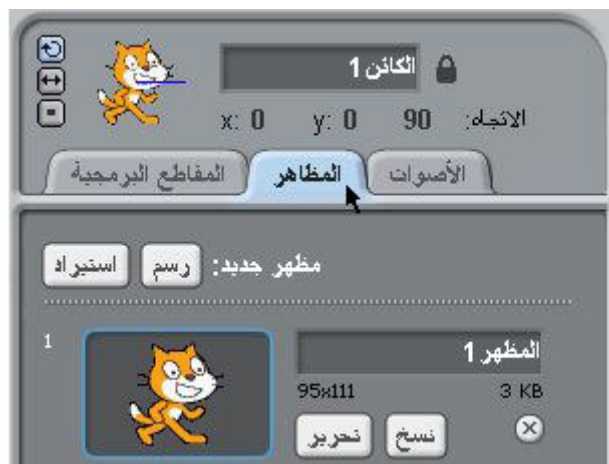 الكائن 1
x: 0 y: 0 90 الاتجاه:
الأصوات المظاهر المقاطع البرمجية
مظهر جديد: رسم استيراد
1
المظهر 1
95x111 3 KB
نسخ تحرير